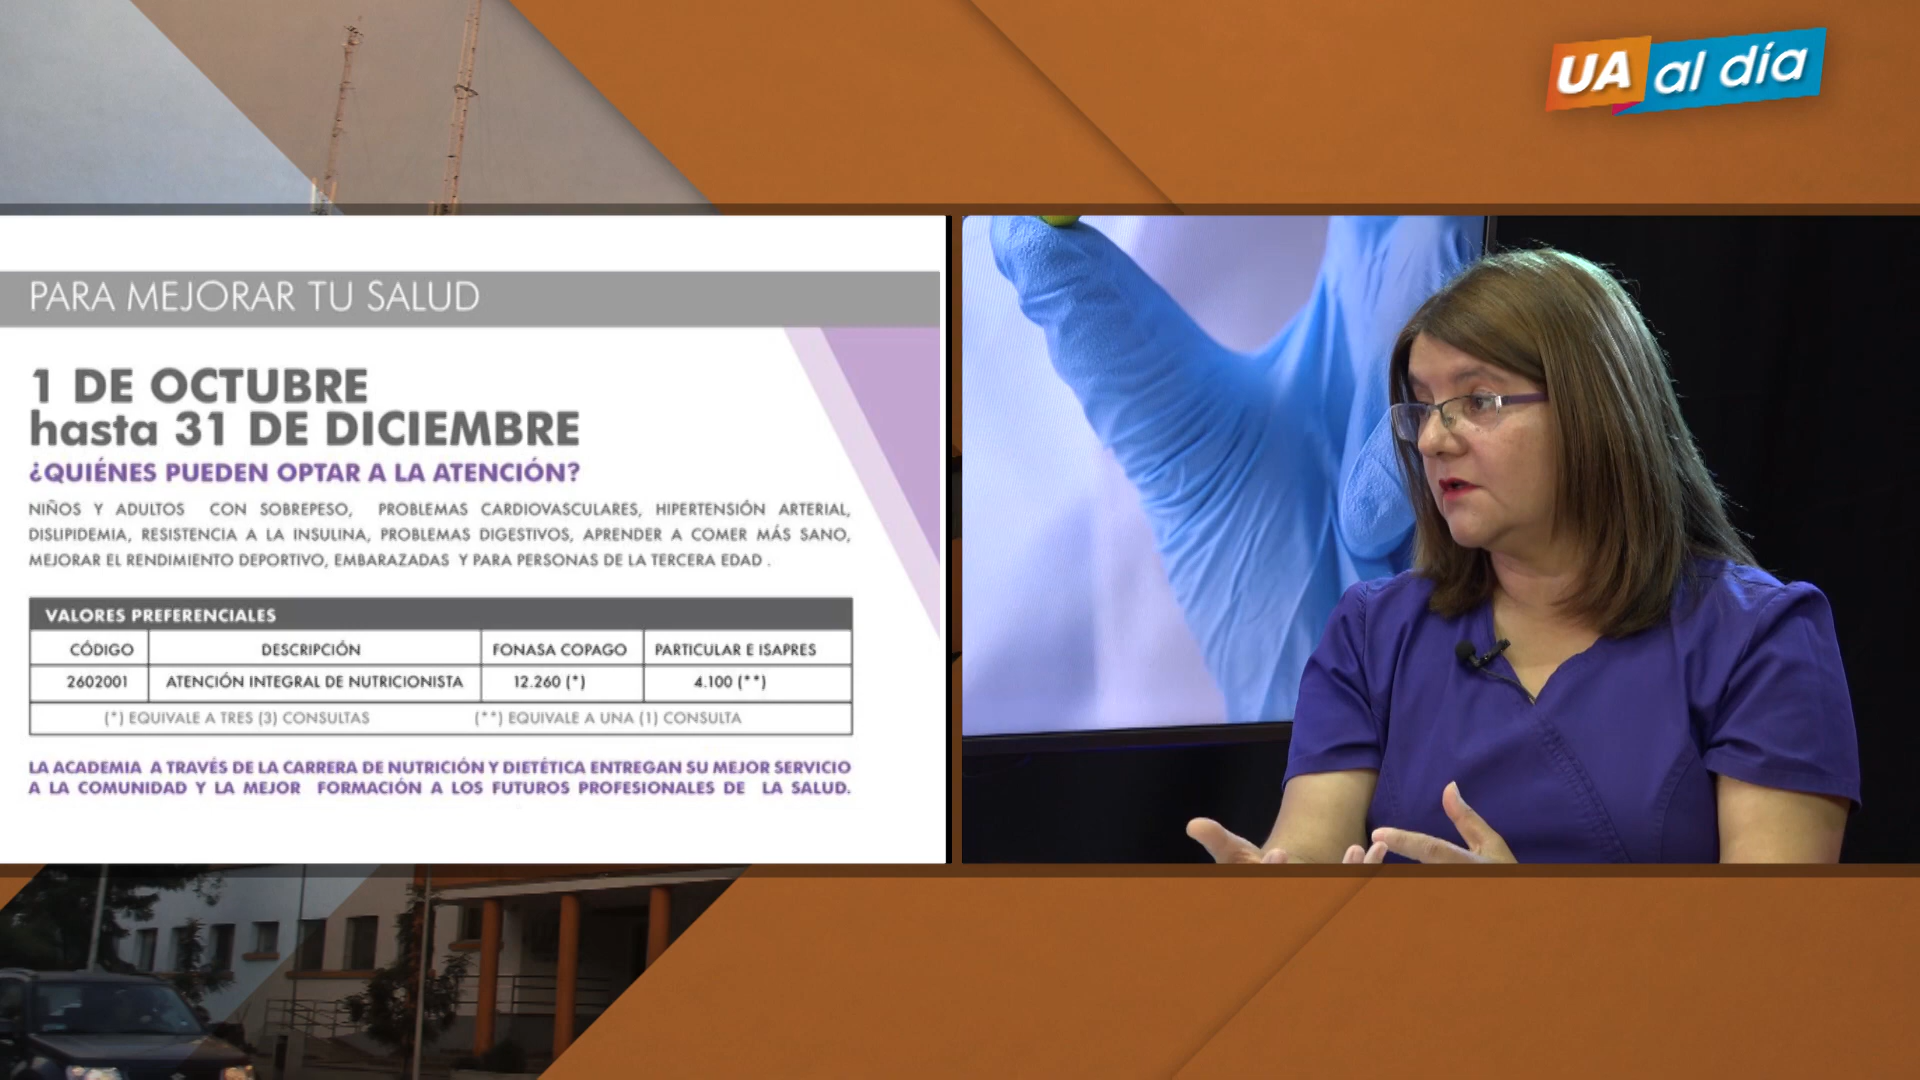 UA al día
PARA MEJORAR TU SALUD
1 DE OCTUBRE
hasta 31 DE DICIEMBRE
¿QUIÉNES PUEDEN OPTAR A LA ATENCIÓN?
NIÑOS Y ADULTOS CON SOBREPESO, PROBLEMAS CARDIOVASCULARES, HIPERTENSIÓN ARTERIAL,
DISLIPIDEMIA, RESISTENCIA A LA INSULINA, PROBLEMAS DIGESTIVOS, APRENDER A COMER MÁS SANO,
MEJORAR EL RENDIMIENTO DEPORTIVO, EMBARAZADAS Y PARA PERSONAS DE LA TERCERA EDAD .
VALORES PREFERENCIALES
CÓDIGO DESCRIPCIÓN FONASA COPAGO PARTICULAR E ISAPRES
2602001 ATENCIÓN INTEGRAL DE NUTRICIONISTA 12.260 (*) 4.100 (**)
(*) EQUIVALE A TRES (3) CONSULTAS (**) EQUIVALE A UNA (1) CONSULTA
LA ACADEMIA A TRAVÉS DE LA CARRERA DE NUTRICIÓN Y DIETÉTICA ENTREGAN SU MEJOR SERVICIO
A LA COMUNIDAD Y LA MEJOR FORMACIÓN A LOS FUTUROS PROFESIONALES DE LA SALUD.